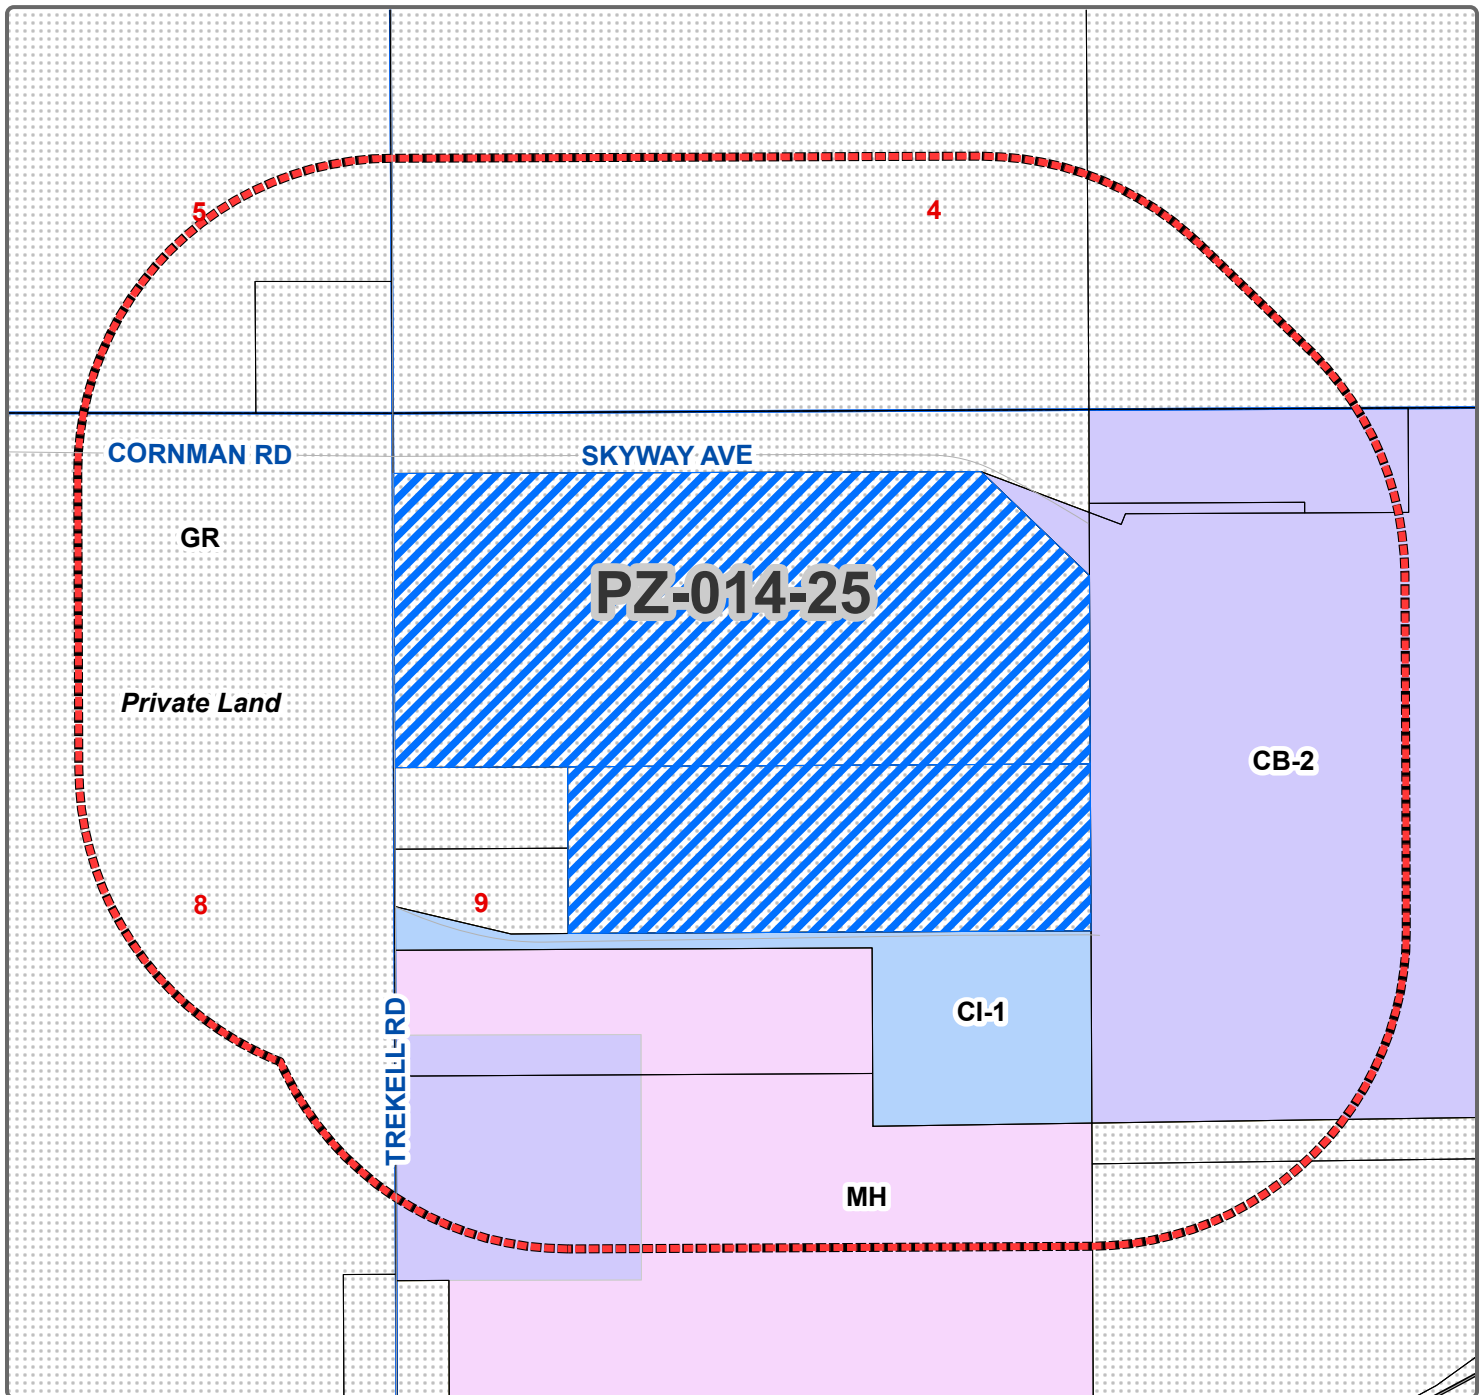 5
4
CORNMAN RD
SKYWAY AVE
GR
PZ-014-25
Private Land
CB-2
8
9
CI-1
TREKELL RD
MH